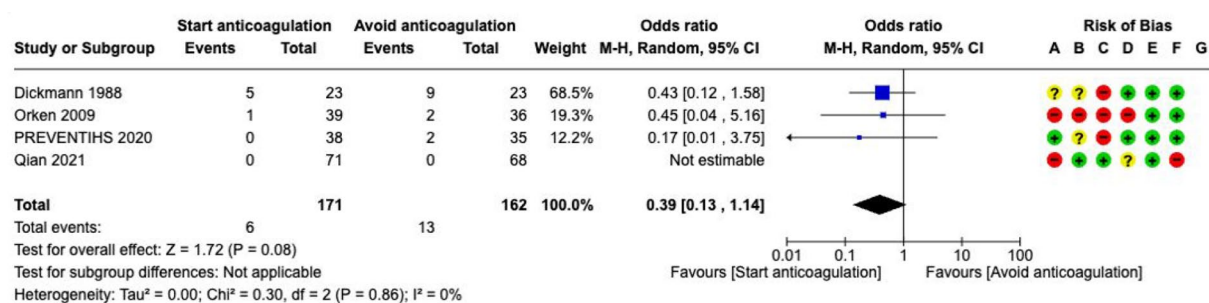 Start anticoagulation Avoid anticoagulation Odds ratio Odds ratio Risk of Bias
Study or Subgroup Events Total Events Total Weight M-H, Random, 95% CI M-H, Random, 95% CI A B C D E F G
Dickmann 1988 5 23 9 23 68.5% 0.43 [0.12 , 1.58] ? ? − + + +
Orken 2009 1 39 2 36 19.3% 0.45 [0.04 , 5.16] − − − − + +
PREVENTIHS 2020 0 38 2 35 12.2% 0.17 [0.01 , 3.75] + ? − + + +
Qian 2021 0 71 0 68 Not estimable − + + ? + −
Total 171 162 100.0% 0.39 [0.13 , 1.14]
Total events: 6 13
Test for overall effect: Z = 1.72 (P = 0.08)
0.01 0.1 1 10 100
Test for subgroup differences: Not applicable
Favours [Start anticoagulation] Favours [Avoid anticoagulation]
Heterogeneity: Tau² = 0.00; Chi² = 0.30, df = 2 (P = 0.86); I² = 0%